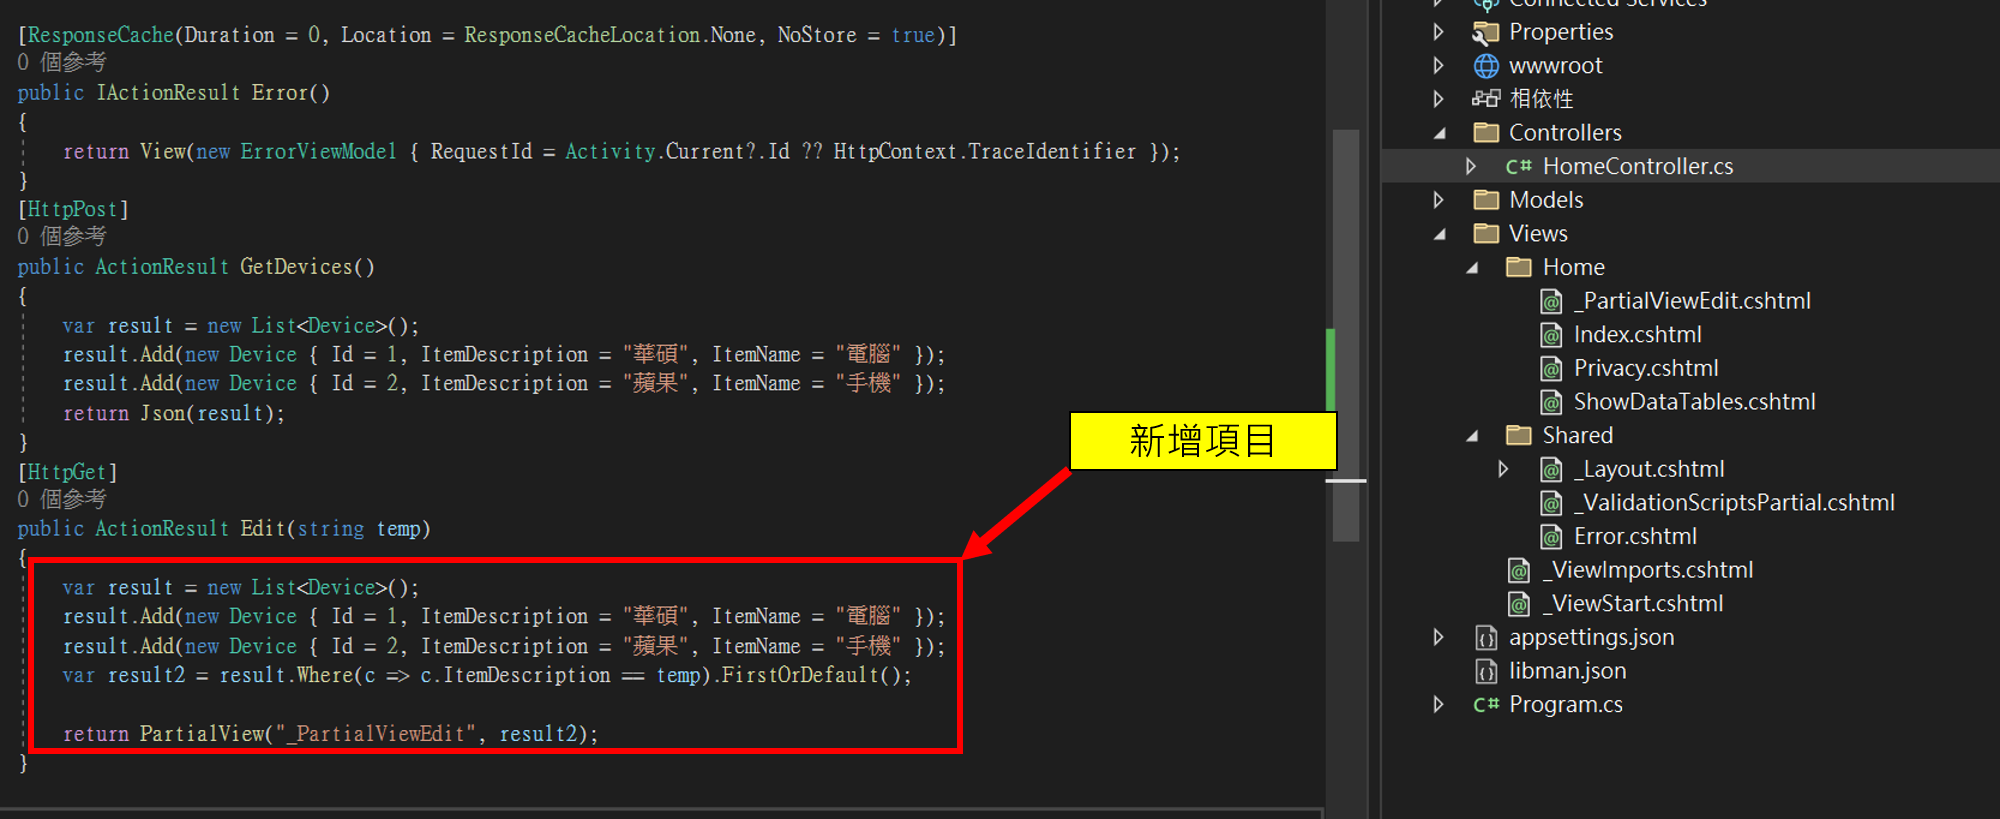 [ResponseCache(Duration = 0, Location = ResponseCacheLocation.None, NoStore = true)]
0 個參考
public IActionResult Error()
{
return View(new ErrorViewModel { RequestId = Activity.Current?.Id ?? HttpContext.TraceIdentifier });
}
[HttpPost]
0 個參考
public ActionResult GetDevices()
{
var result = new List<Device>();
result.Add(new Device { Id = 1, ItemDescription = "華碩", ItemName = "電腦" });
result.Add(new Device { Id = 2, ItemDescription = "蘋果", ItemName = "手機" });
return Json(result);
}
[HttpGet]
0 個參考
public ActionResult Edit(string temp)
{
var result = new List<Device>();
result.Add(new Device { Id = 1, ItemDescription = "華碩", ItemName = "電腦" });
result.Add(new Device { Id = 2, ItemDescription = "蘋果", ItemName = "手機" });
var result2 = result.Where(c => c.ItemDescription == temp).FirstOrDefault();
return PartialView("_PartialViewEdit", result2);
}
新增項目
Connected Services
Properties
wwwroot
相依性
Controllers
C# HomeController.cs
Models
Views
Home
_PartialViewEdit.cshtml
Index.cshtml
Privacy.cshtml
ShowDataTables.cshtml
Shared
_Layout.cshtml
_ValidationScriptsPartial.cshtml
Error.cshtml
_ViewImports.cshtml
_ViewStart.cshtml
appsettings.json
libman.json
C# Program.cs